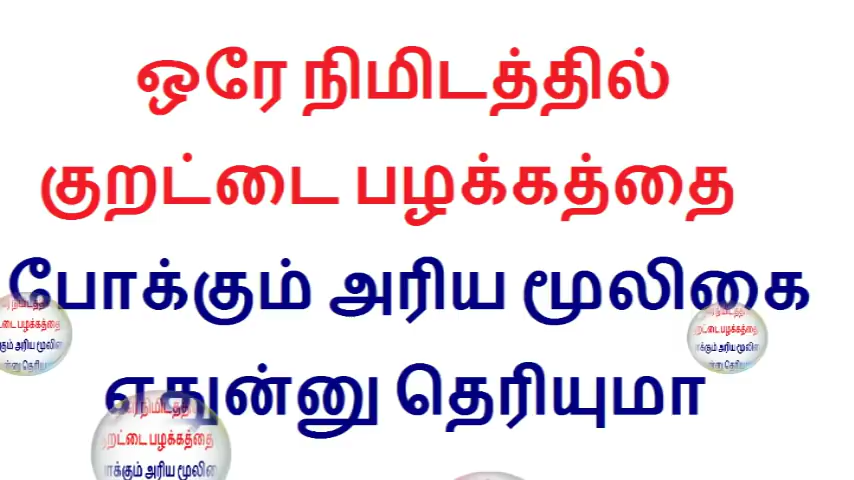 ஒரே நிமிடத்தில்
குறட்டை பழக்கத்தை
போக்கும் அரிய மூலிகை
எதுன்னு தெரியுமா